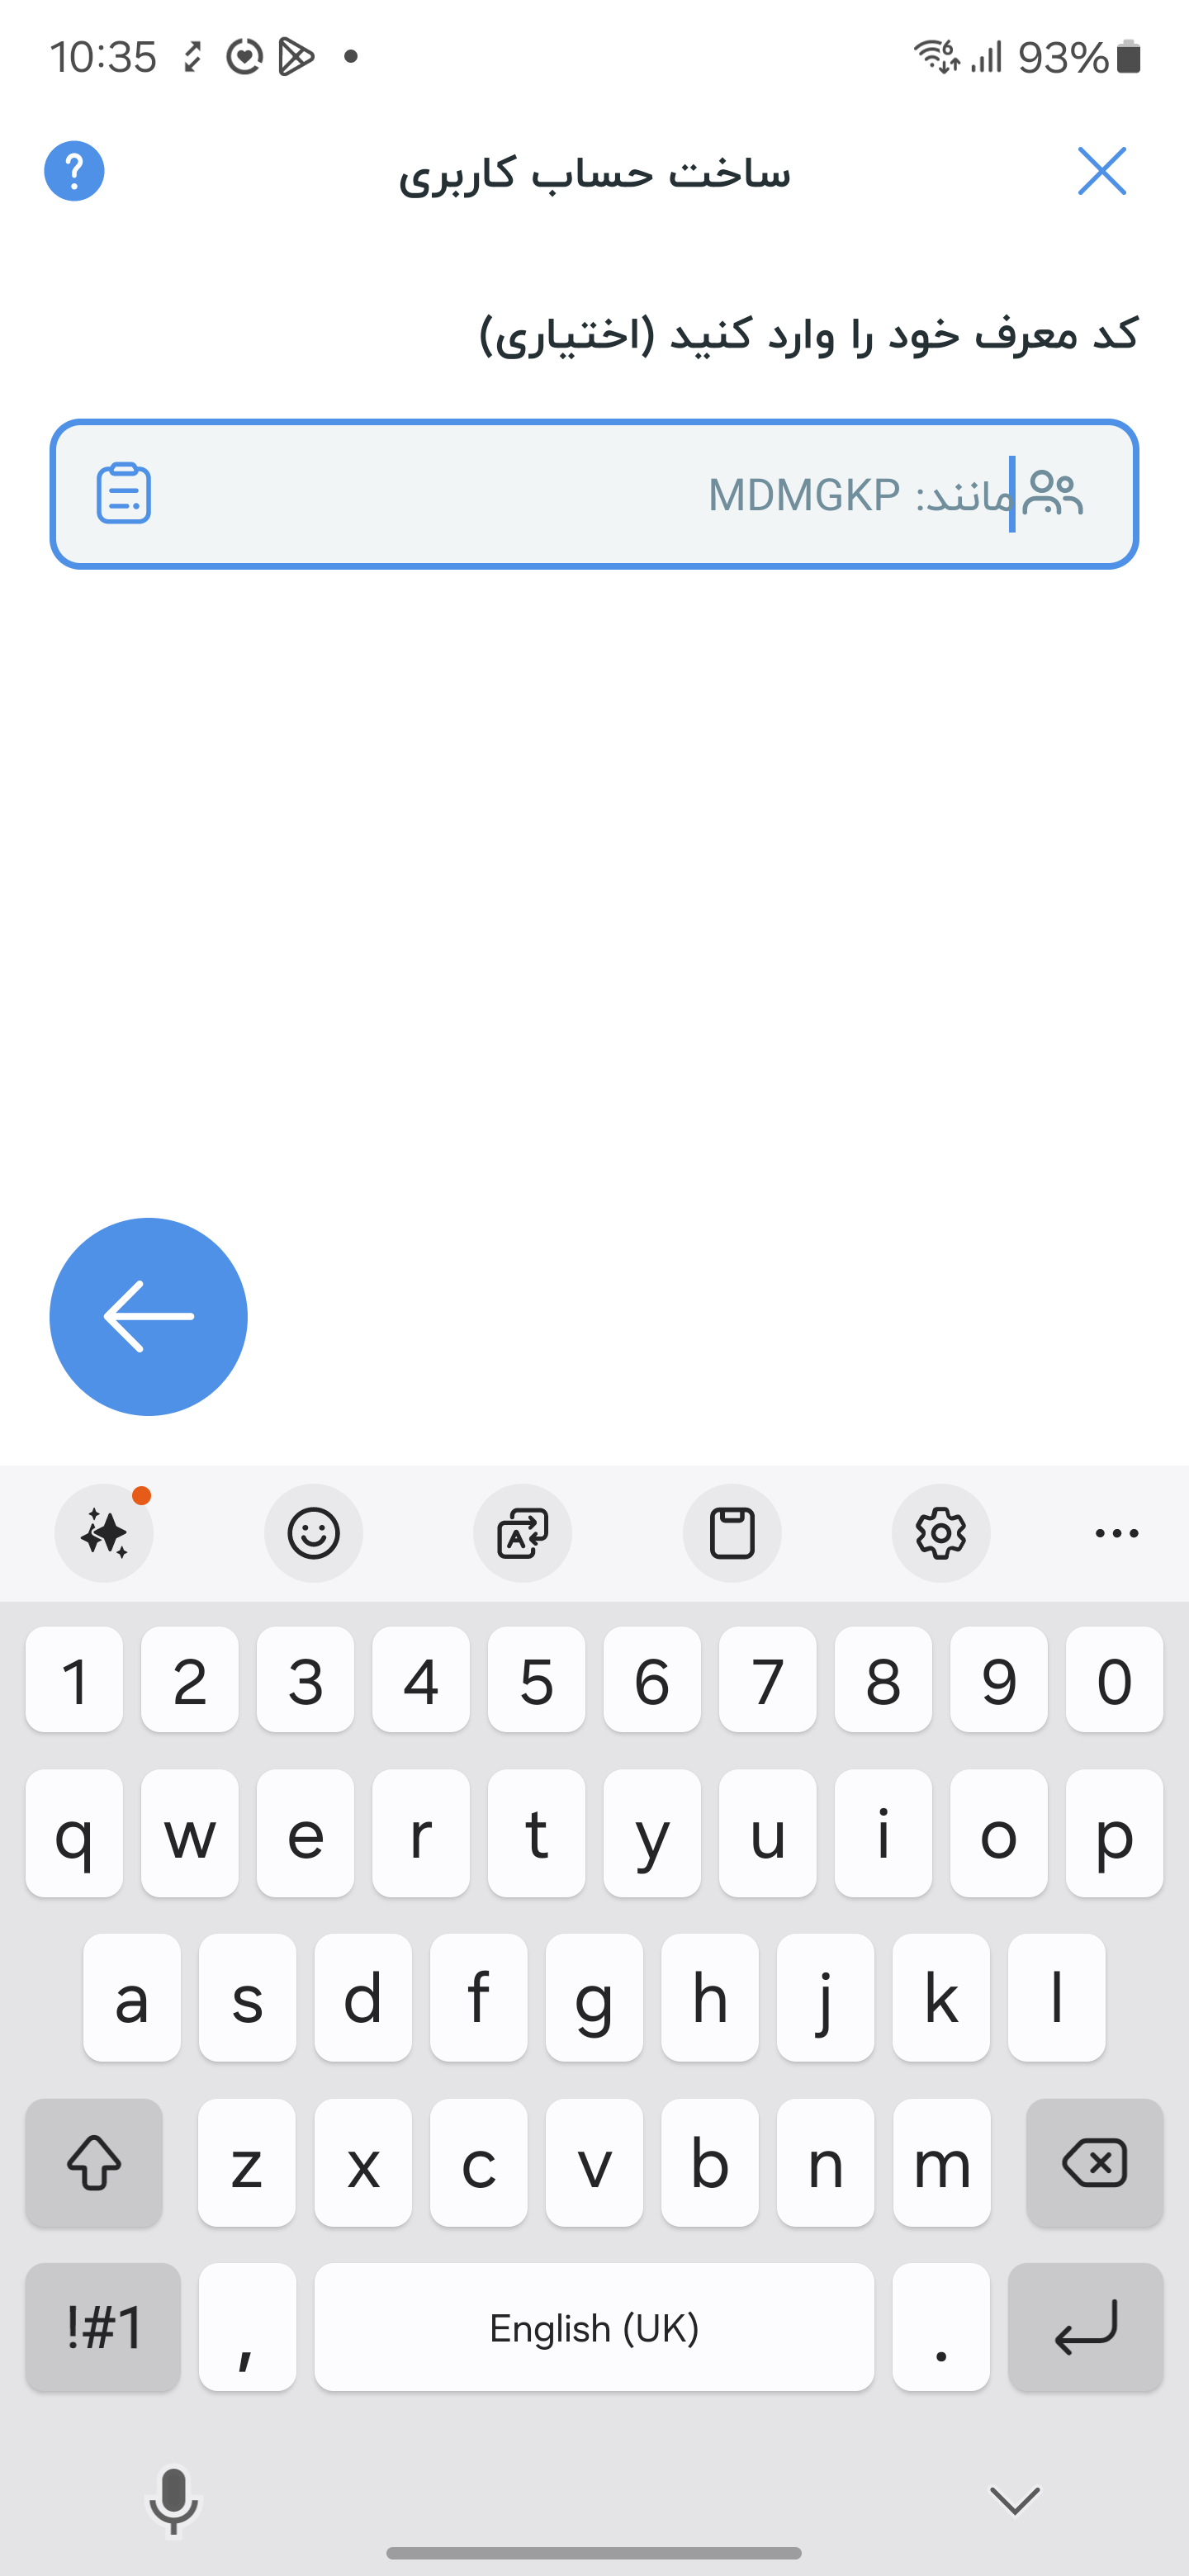 10:35
6 93%
ساخت حساب کاربری
?
کد معرف خود را وارد کنید (اختیاری)
مانند: MDMGKP
A
1 2 3 4 5 6 7 8 9 0
q w e r t y u i o p
a s d f g h j k l
z x c v b n m
!#1 , English (UK) .